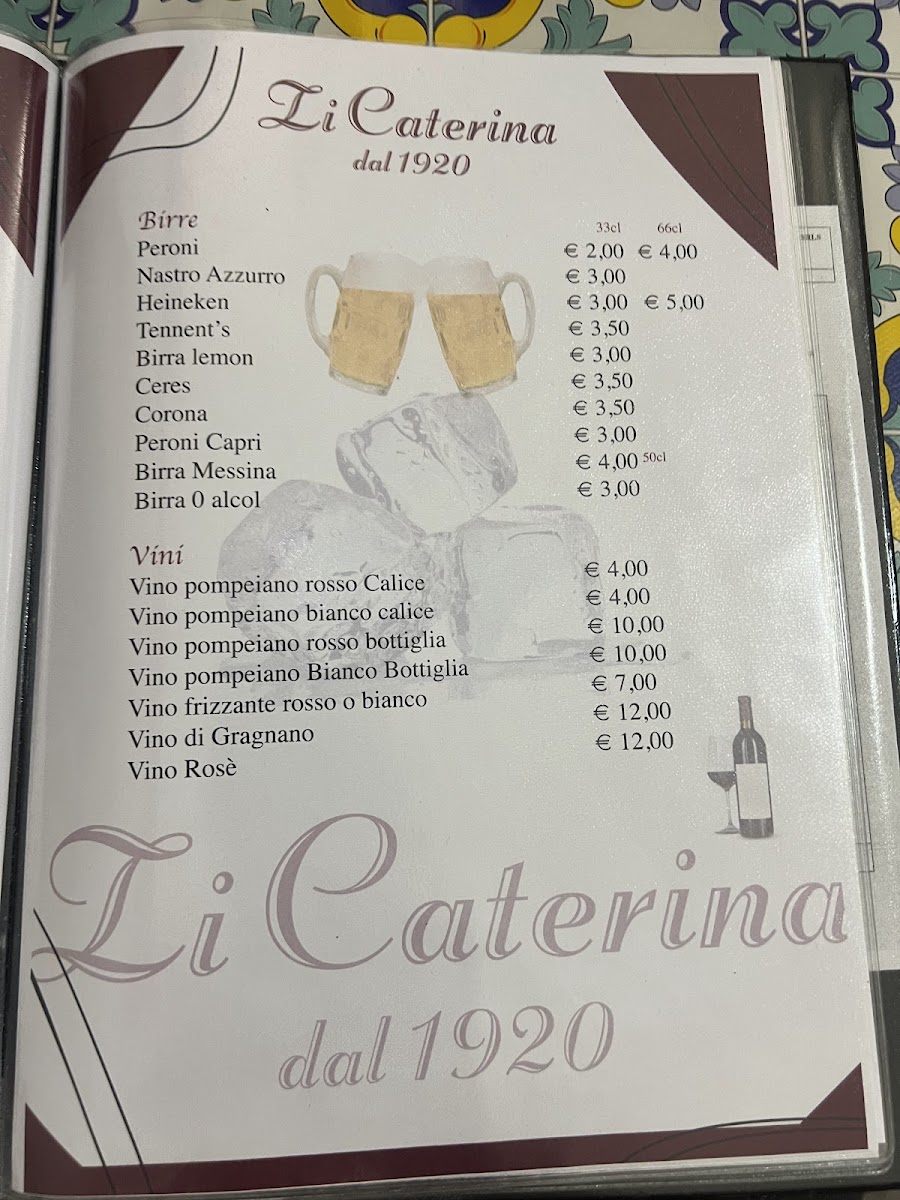 Zi Caterina
dal 1920
Birre 33cl 66cl
Peroni € 2,00 € 4,00
Nastro Azzurro € 3,00
Heineken € 3,00 € 5,00
Tennent's € 3,50
Birra lemon € 3,00
Ceres € 3,50
Corona € 3,50
Peroni Capri € 3,00
Birra Messina € 4,00 50cl
Birra 0 alcol € 3,00
Vini
Vino pompeiano rosso Calice € 4,00
Vino pompeiano bianco calice € 4,00
Vino pompeiano rosso bottiglia € 10,00
Vino pompeiano Bianco Bottiglia € 10,00
Vino frizzante rosso o bianco € 7,00
Vino di Gragnano € 12,00
Vino Rosè € 12,00
Zi Caterina
dal 1920